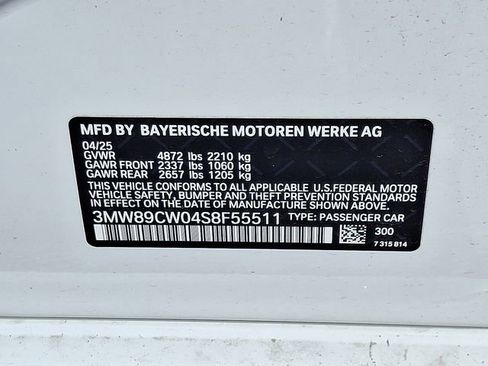 MFD BY BAYERISCHE MOTOREN WERKE AG
04/25
GVWR 4872 lbs 2210 kg
GAWR FRONT 2337 lbs 1060 kg
GAWR REAR 2657 lbs 1205 kg
THIS VEHICLE CONFORMS TO ALL APPLICABLE U.S.FEDERAL MOTOR
VEHICLE SAFETY, BUMPER AND THEFT PREVENTION STANDARDS
IN EFFECT ON THE DATE OF MANUFACTURE SHOWN ABOVE.
3MW89CW04S8F55511 TYPE: PASSENGER CAR
300
7 315 814